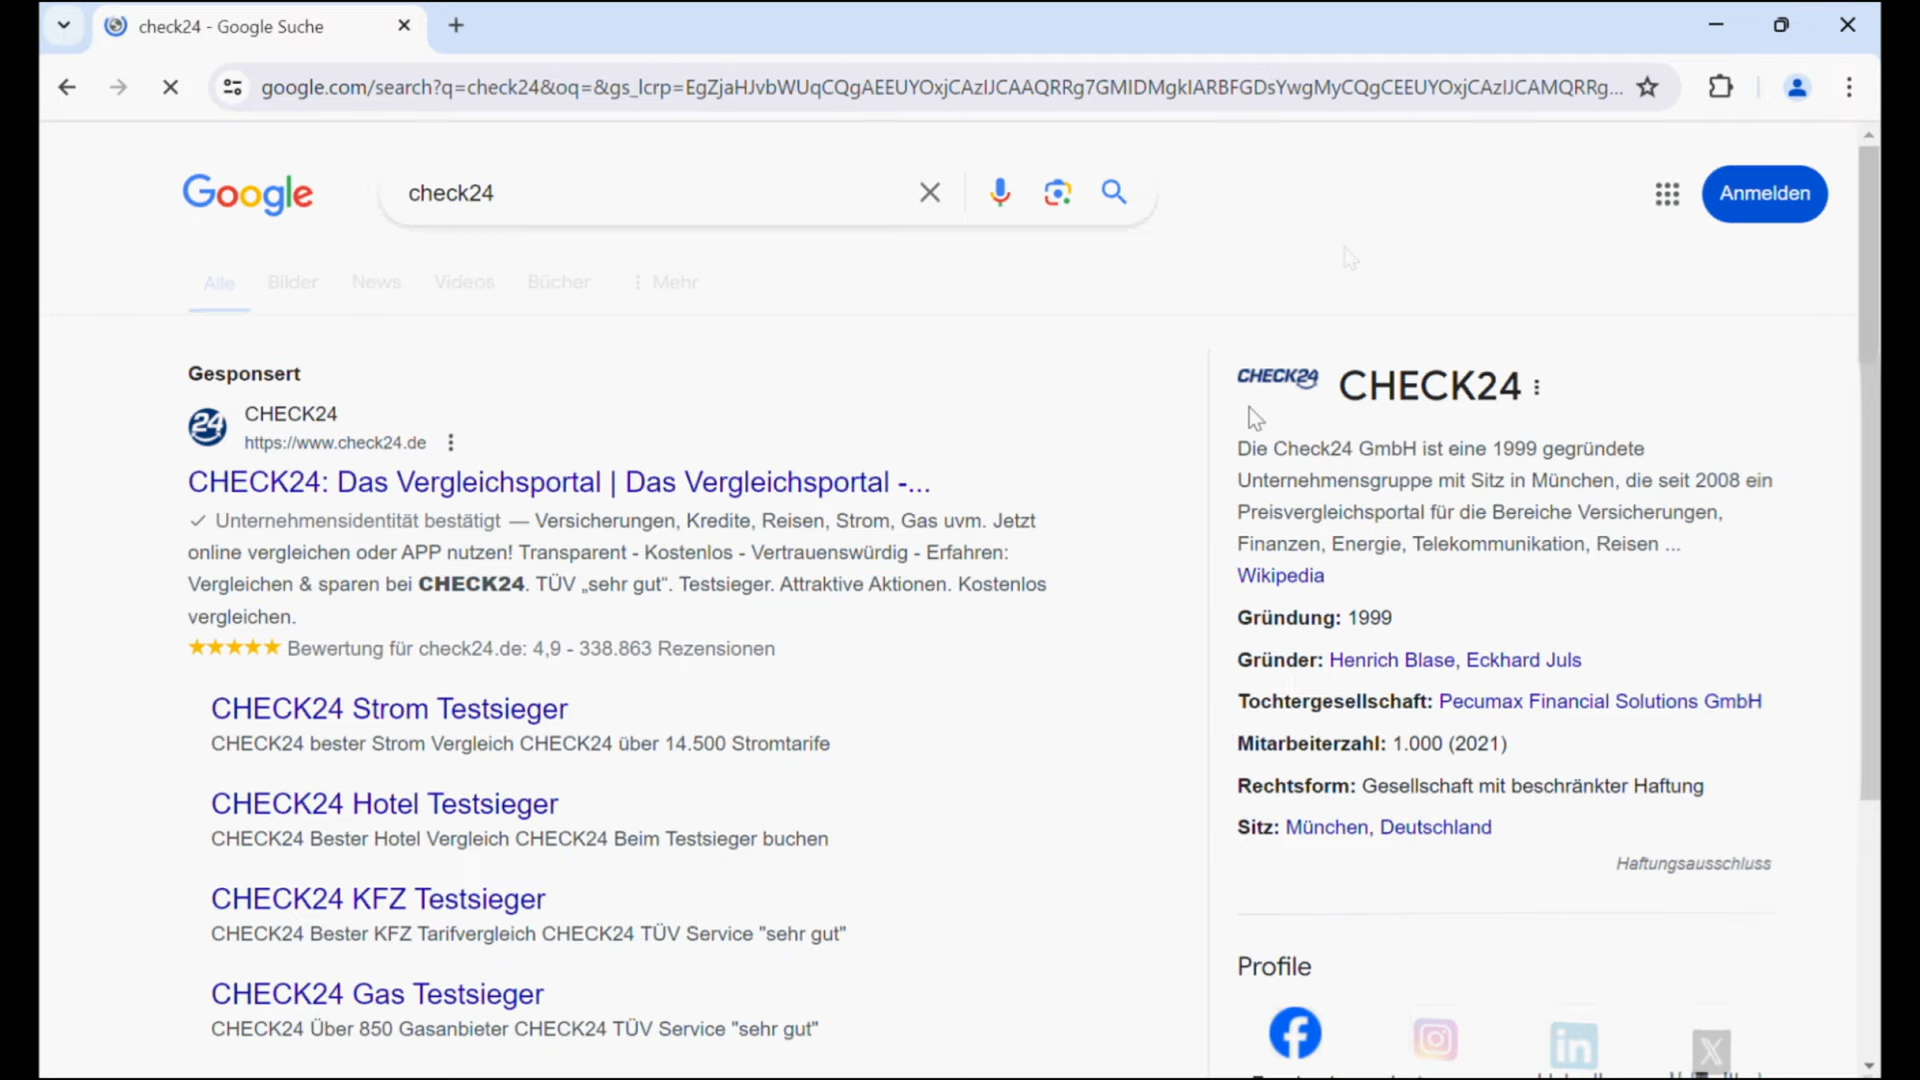 check24 - Google Suche
google.com/search?q=check24&oq=&gs_lcrp=EgZjaHJvbWUqCQgAEEUYOxjCAzIJCAAQRRg7GMIDMgkIARBFGDsYwgMyCQgCEEUYOxjCAzIJCAMQRRg...
Google
check24
Anmelden
Alle Bilder News Videos Bücher Mehr
Gesponsert
CHECK24
https://www.check24.de
CHECK24: Das Vergleichsportal | Das Vergleichsportal -...
Unternehmensidentität bestätigt — Versicherungen, Kredite, Reisen, Strom, Gas uvm. Jetzt
online vergleichen oder APP nutzen! Transparent - Kostenlos - Vertrauenswürdig - Erfahren:
Vergleichen & sparen bei CHECK24. TÜV „sehr gut“. Testsieger. Attraktive Aktionen. Kostenlos
vergleichen.
Bewertung für check24.de: 4,9 - 338.863 Rezensionen
CHECK24 Strom Testsieger
CHECK24 bester Strom Vergleich CHECK24 über 14.500 Stromtarife
CHECK24 Hotel Testsieger
CHECK24 Bester Hotel Vergleich CHECK24 Beim Testsieger buchen
CHECK24 KFZ Testsieger
CHECK24 Bester KFZ Tarifvergleich CHECK24 TÜV Service "sehr gut"
CHECK24 Gas Testsieger
CHECK24 Über 850 Gasanbieter CHECK24 TÜV Service "sehr gut"
CHECK24 CHECK24
Die Check24 GmbH ist eine 1999 gegründete
Unternehmensgruppe mit Sitz in München, die seit 2008 ein
Preisvergleichsportal für die Bereiche Versicherungen,
Finanzen, Energie, Telekommunikation, Reisen ...
Wikipedia
Gründung: 1999
Gründer: Henrich Blase, Eckhard Juls
Tochtergesellschaft: Pecumax Financial Solutions GmbH
Mitarbeiterzahl: 1.000 (2021)
Rechtsform: Gesellschaft mit beschränkter Haftung
Sitz: München, Deutschland
Haftungsausschluss
Profile